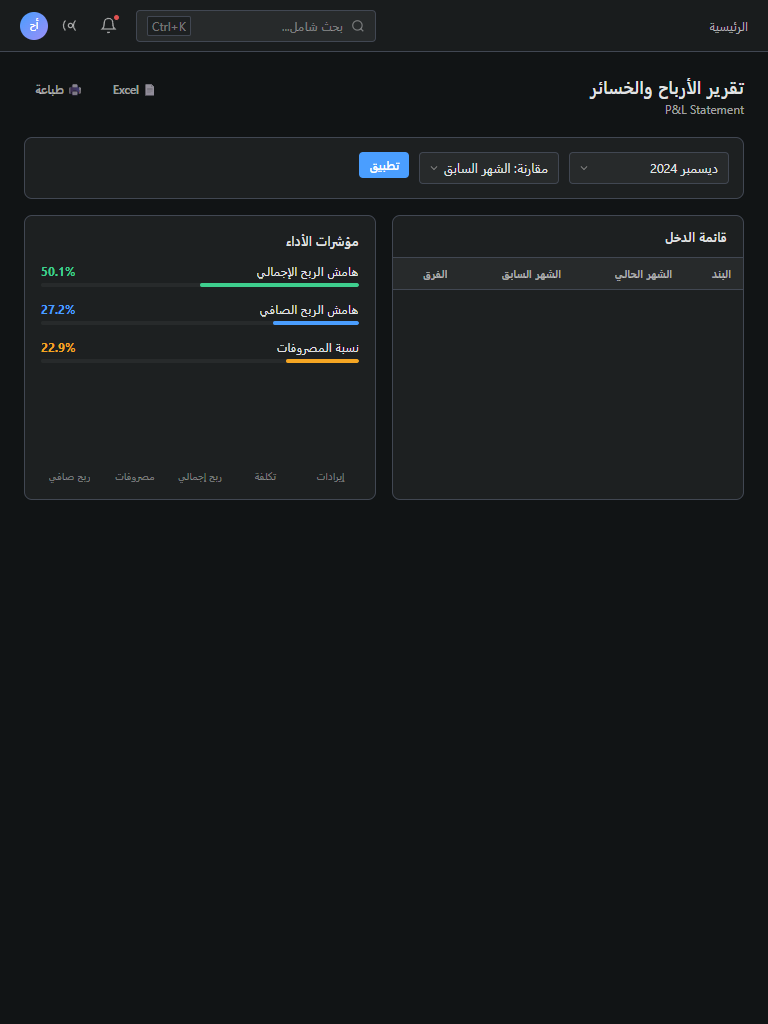 الرئيسية
بحث شامل...
Ctrl+K
أح
تقرير الأرباح والخسائر
P&L Statement
Excel
طباعة
ديسمبر 2024
مقارنة: الشهر السابق
تطبيق
قائمة الدخل
البند الشهر الحالي الشهر السابق الفرق
مؤشرات الأداء
هامش الربح الإجمالي 50.1%
هامش الربح الصافي 27.2%
نسبة المصروفات 22.9%
إيرادات تكلفة ربح إجمالي مصروفات ربح صافي